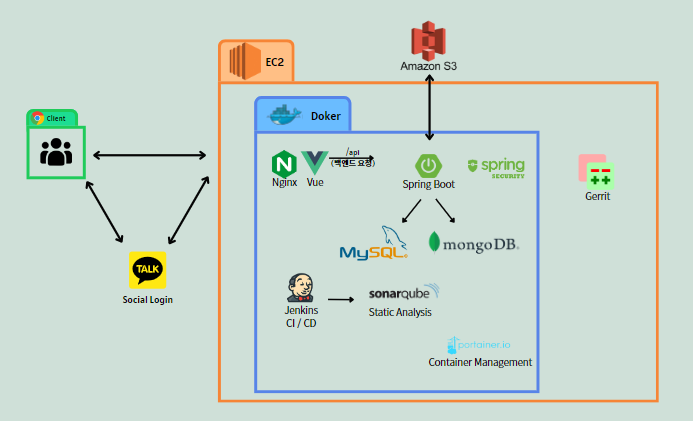 Amazon S3
EC2
Client
Doker
/api
(백엔드 요청)
Nginx
Vue
Spring Boot
spring
SECURITY
Gerrit
MySQL®
mongoDB®
TALK
Social Login
Jenkins
CI / CD
sonarqube
Static Analysis
portainer.io
Container Management